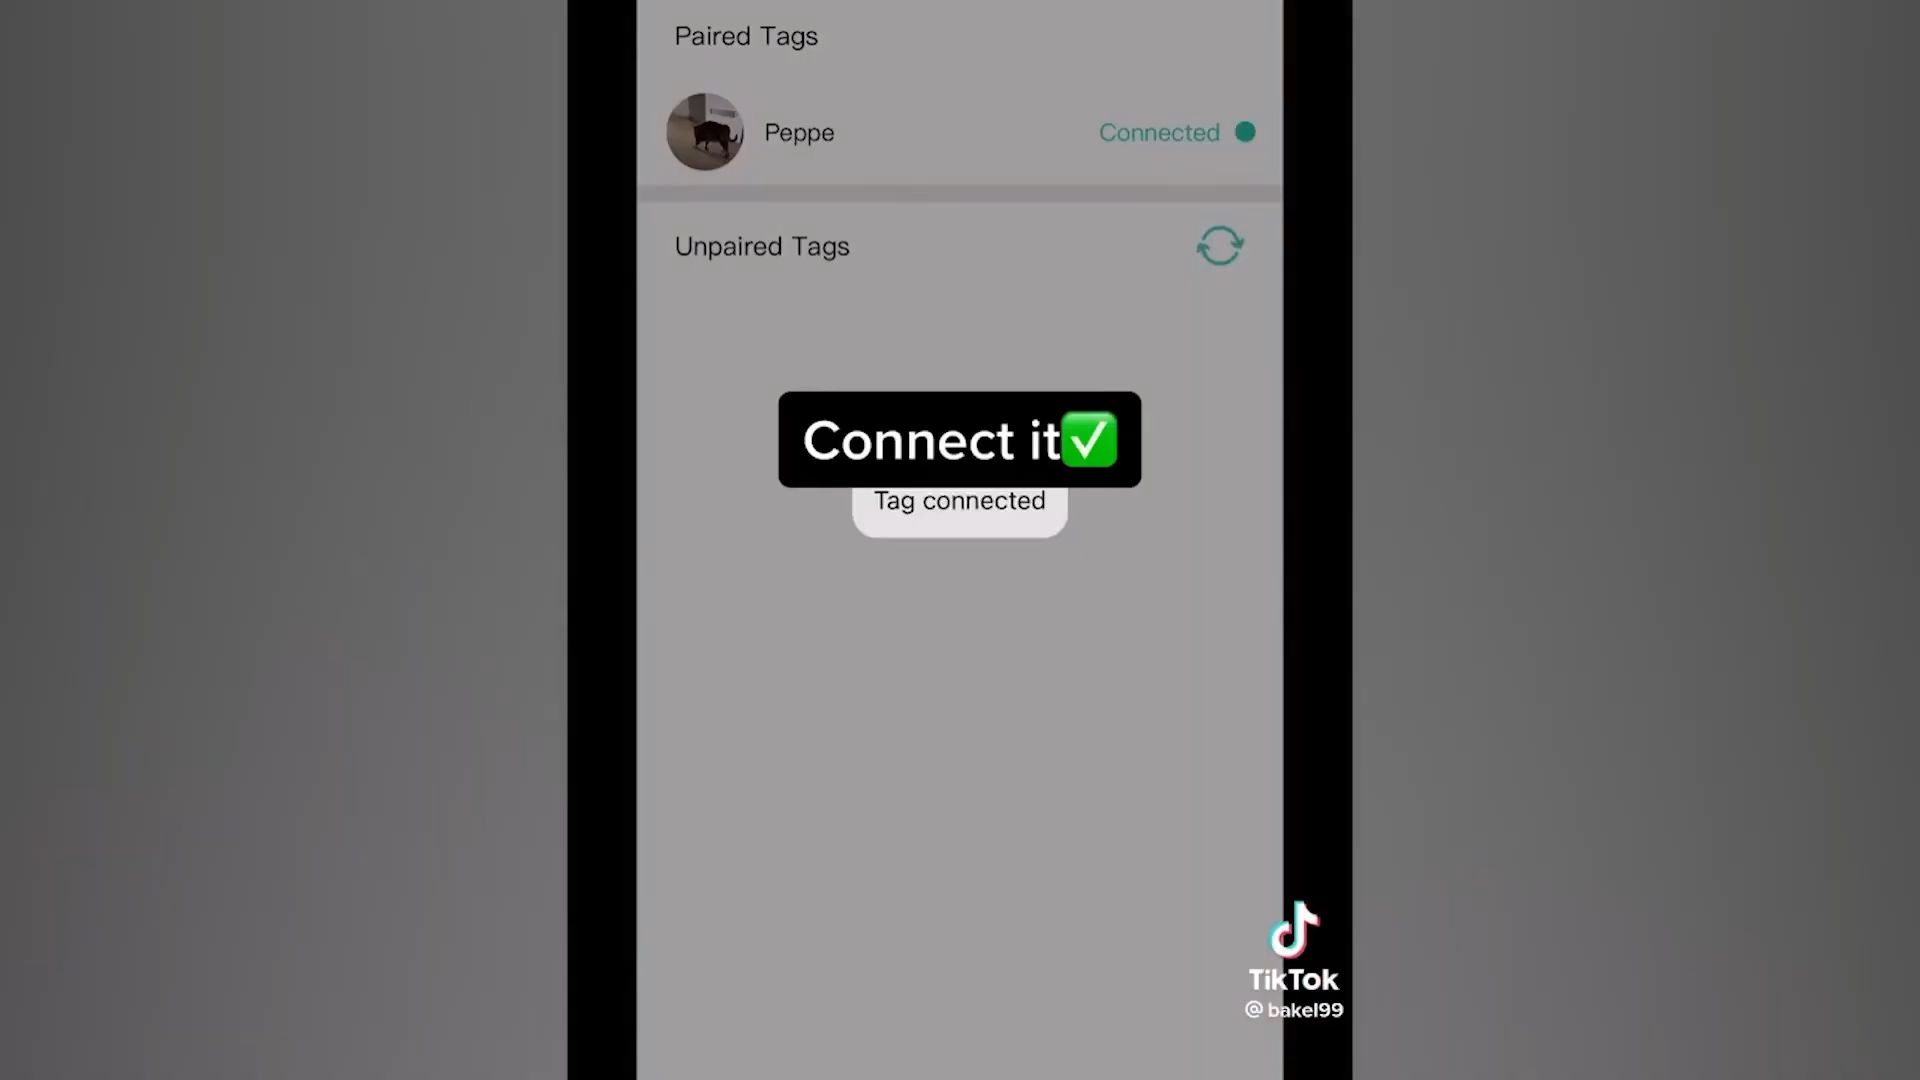 Paired Tags
Peppe
Connected
Unpaired Tags
Connect it✅
Tag connected
TikTok
@bakel99